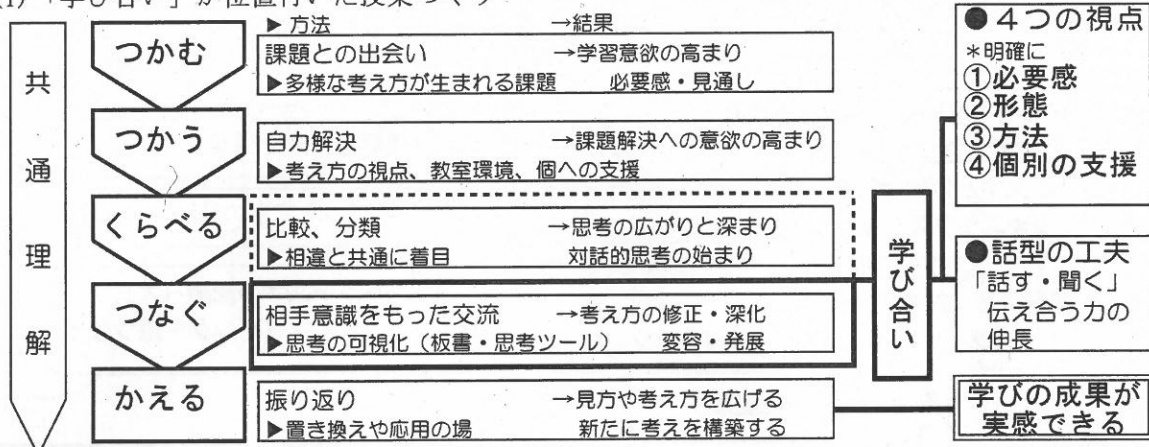 (1)「学び合い」が位置付いた授業づくり
共通理解
▶方法 →結果
つかむ
課題との出会い →学習意欲の高まり
▶多様な考え方が生まれる課題 必要感・見通し
つかう
自力解決 →課題解決への意欲の高まり
▶考え方の視点、教室環境、個への支援
くらべる
比較、分類 →思考の広がりと深まり
▶相違と共通に着目 対話的思考の始まり
つなぐ
相手意識をもった交流 →考え方の修正・深化
▶思考の可視化（板書・思考ツール） 変容・発展
かえる
振り返り →見方や考え方を広げる
▶置き換えや応用の場 新たに考えを構築する
学び合い
●４つの視点
＊明確に
①必要感
②形態
③方法
④個別の支援
●話型の工夫
「話す・聞く」
伝え合う力の
伸長
学びの成果が
実感できる